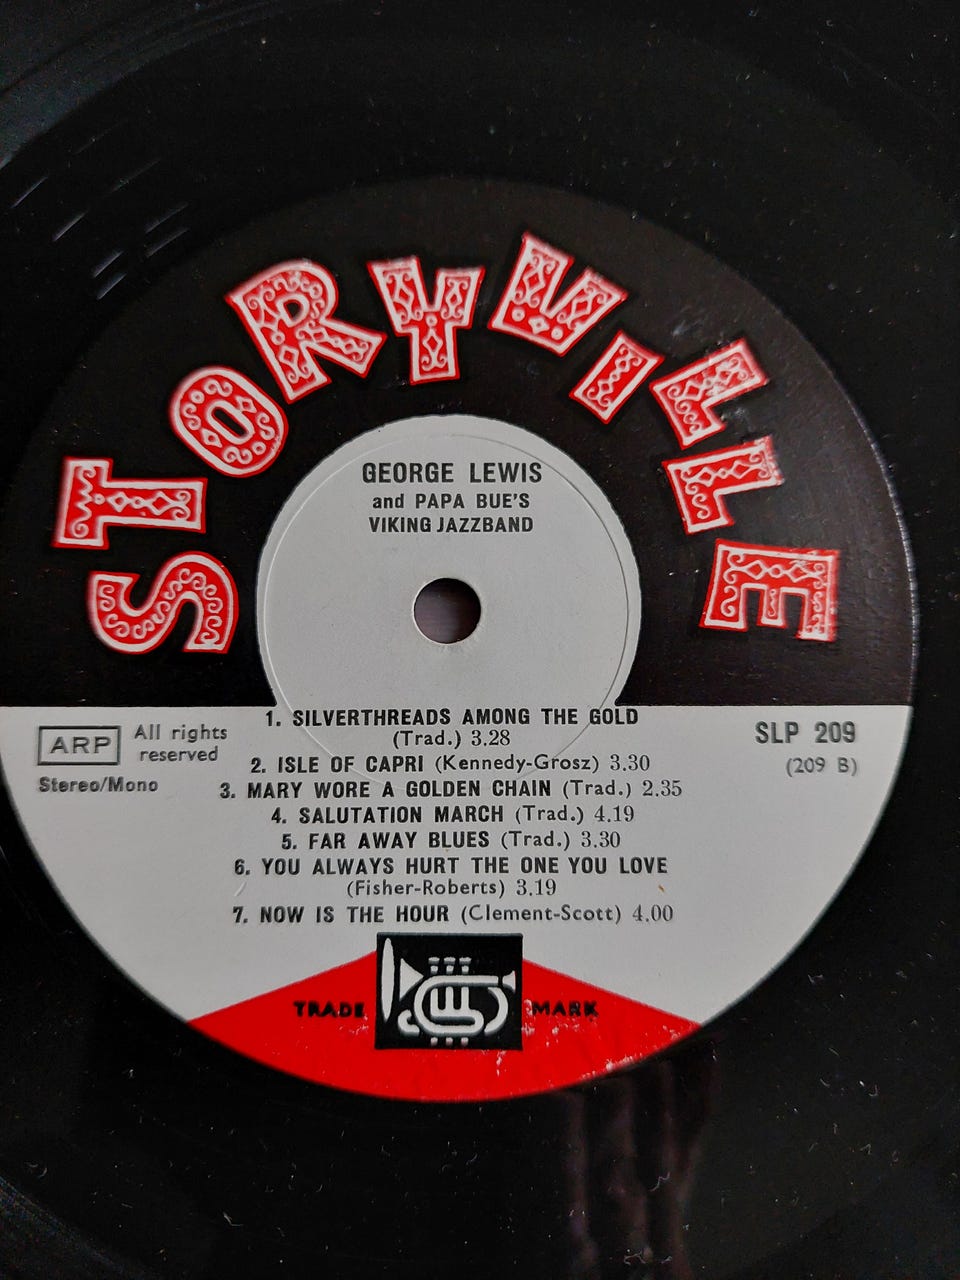 STORYVILLE
GEORGE LEWIS
and PAPA BUE'S
VIKING JAZZBAND
ARP All rights reserved
Stereo/Mono
SLP 209
(209 B)
1. SILVERTHREADS AMONG THE GOLD
(Trad.) 3.28
2. ISLE OF CAPRI (Kennedy-Grosz) 3.30
3. MARY WORE A GOLDEN CHAIN (Trad.) 2.35
4. SALUTATION MARCH (Trad.) 4.19
5. FAR AWAY BLUES (Trad.) 3.30
6. YOU ALWAYS HURT THE ONE YOU LOVE
(Fisher-Roberts) 3.19
7. NOW IS THE HOUR (Clement-Scott) 4.00
TRADE MARK